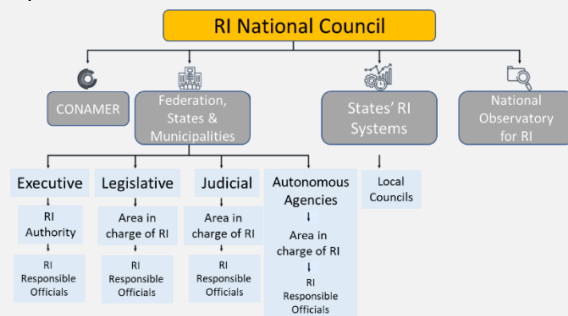 RI National Council
CONAMER
Federation,
States &
Municipalities
States' RI
Systems
National
Observatory
for RI
Executive
RI
Authority
RI
Responsible
Officials
Legislative
Area in
charge of RI
RI
Responsible
Officials
Judicial
Area in
charge of RI
RI
Responsible
Officials
Autonomous
Agencies
Area in
charge of RI
RI
Responsible
Officials
Local
Councils